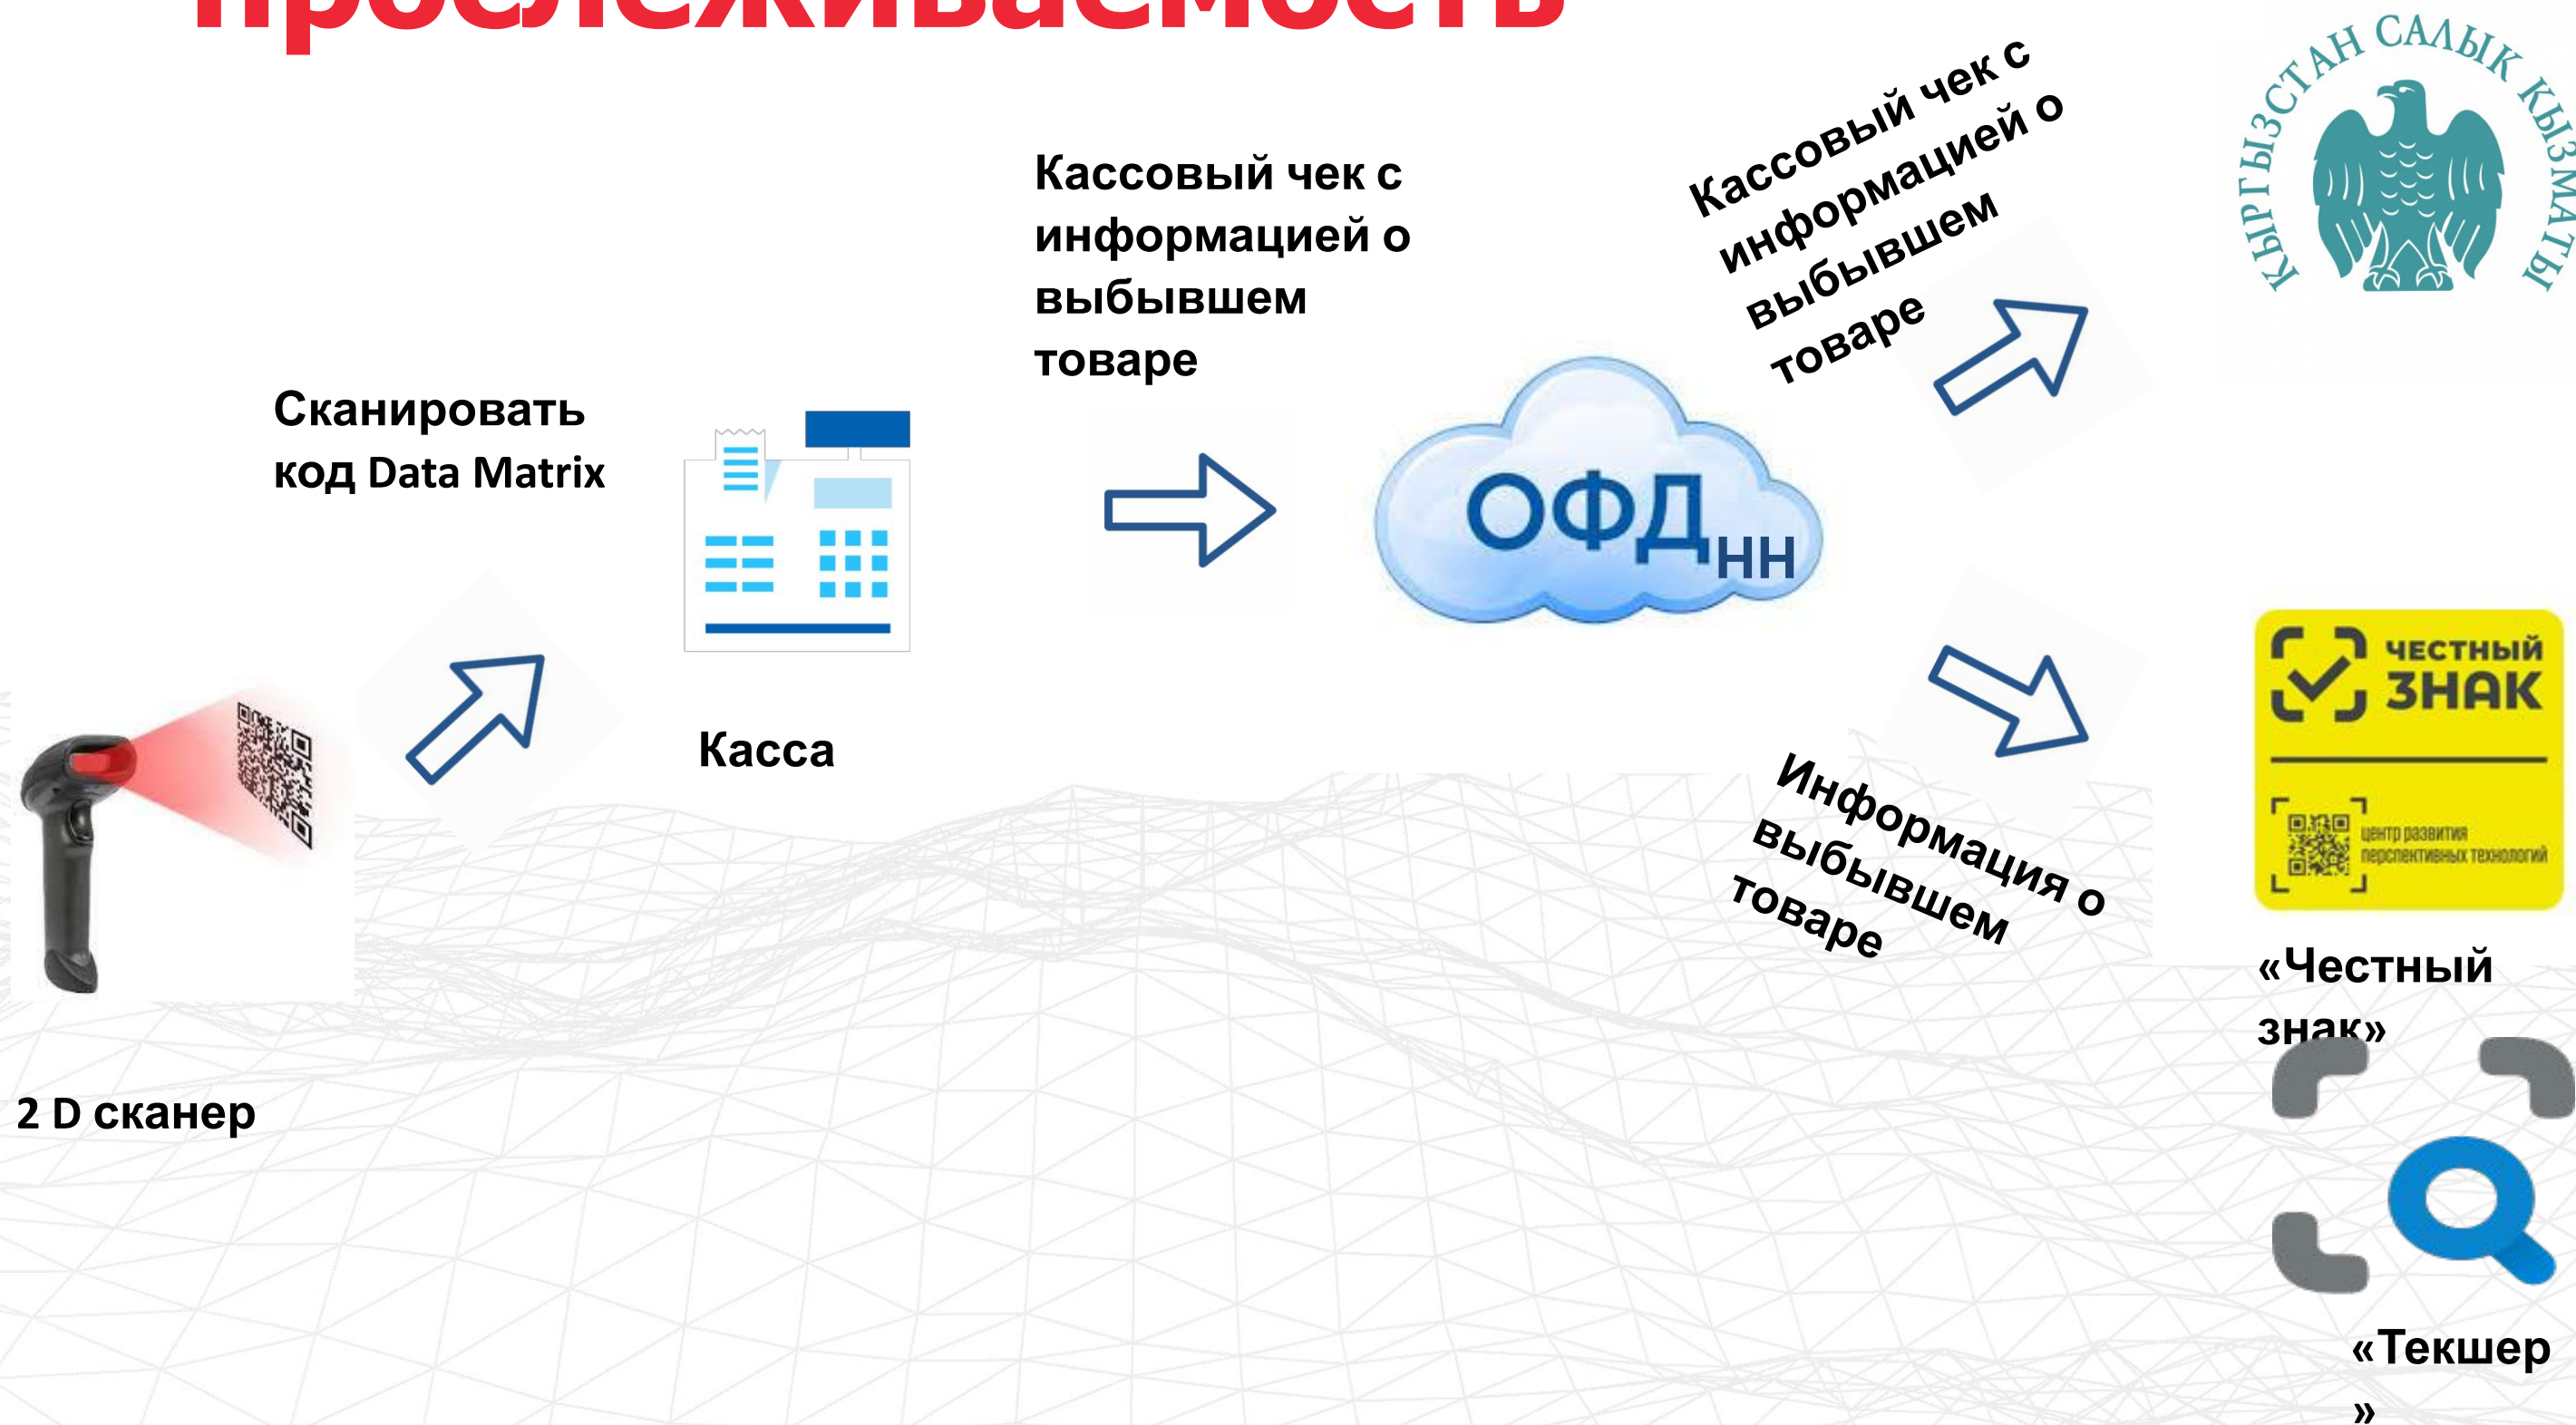 прослеживаемость
КЫРГЫЗСТАН САЛЫК КЫЗМАТЫ
Кассовый чек с
информацией о
выбывшем
товаре
Кассовый чек с
информацией о
выбывшем
товаре
Сканировать
код Data Matrix
ОФД
НН
Касса
ЧЕСТНЫЙ
ЗНАК
центр развития
перспективных технологий
Информация о
выбывшем
товаре
«Честный
знак»
2 D сканер
«Текшер
»